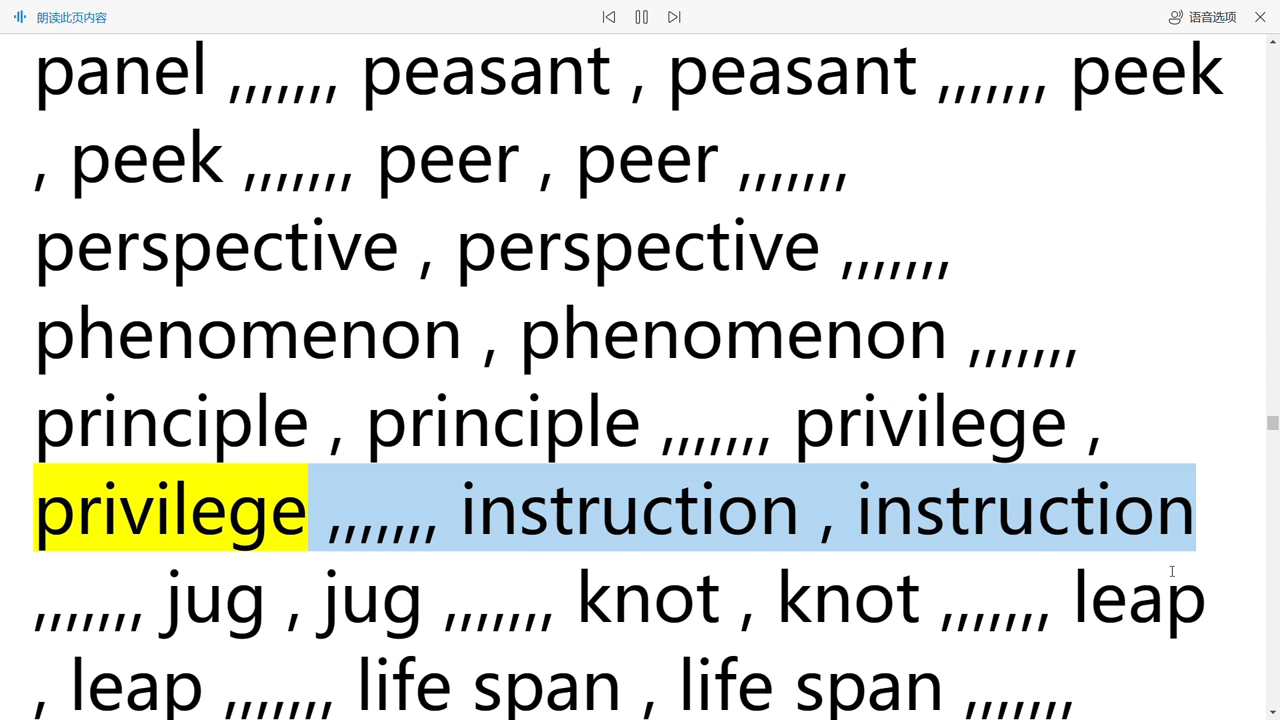 朗读此页内容 语音选项
panel ,,,,,,, peasant , peasant ,,,,,,, peek
, peek ,,,,,,, peer , peer ,,,,,,,
perspective , perspective ,,,,,,,
phenomenon , phenomenon ,,,,,,,
principle , principle ,,,,,,, privilege ,
privilege ,,,,,,, instruction , instruction
,,,,,,, jug , jug ,,,,,,, knot , knot ,,,,,,, leap
, leap ,,,,,,, life span , life span ,,,,,,,